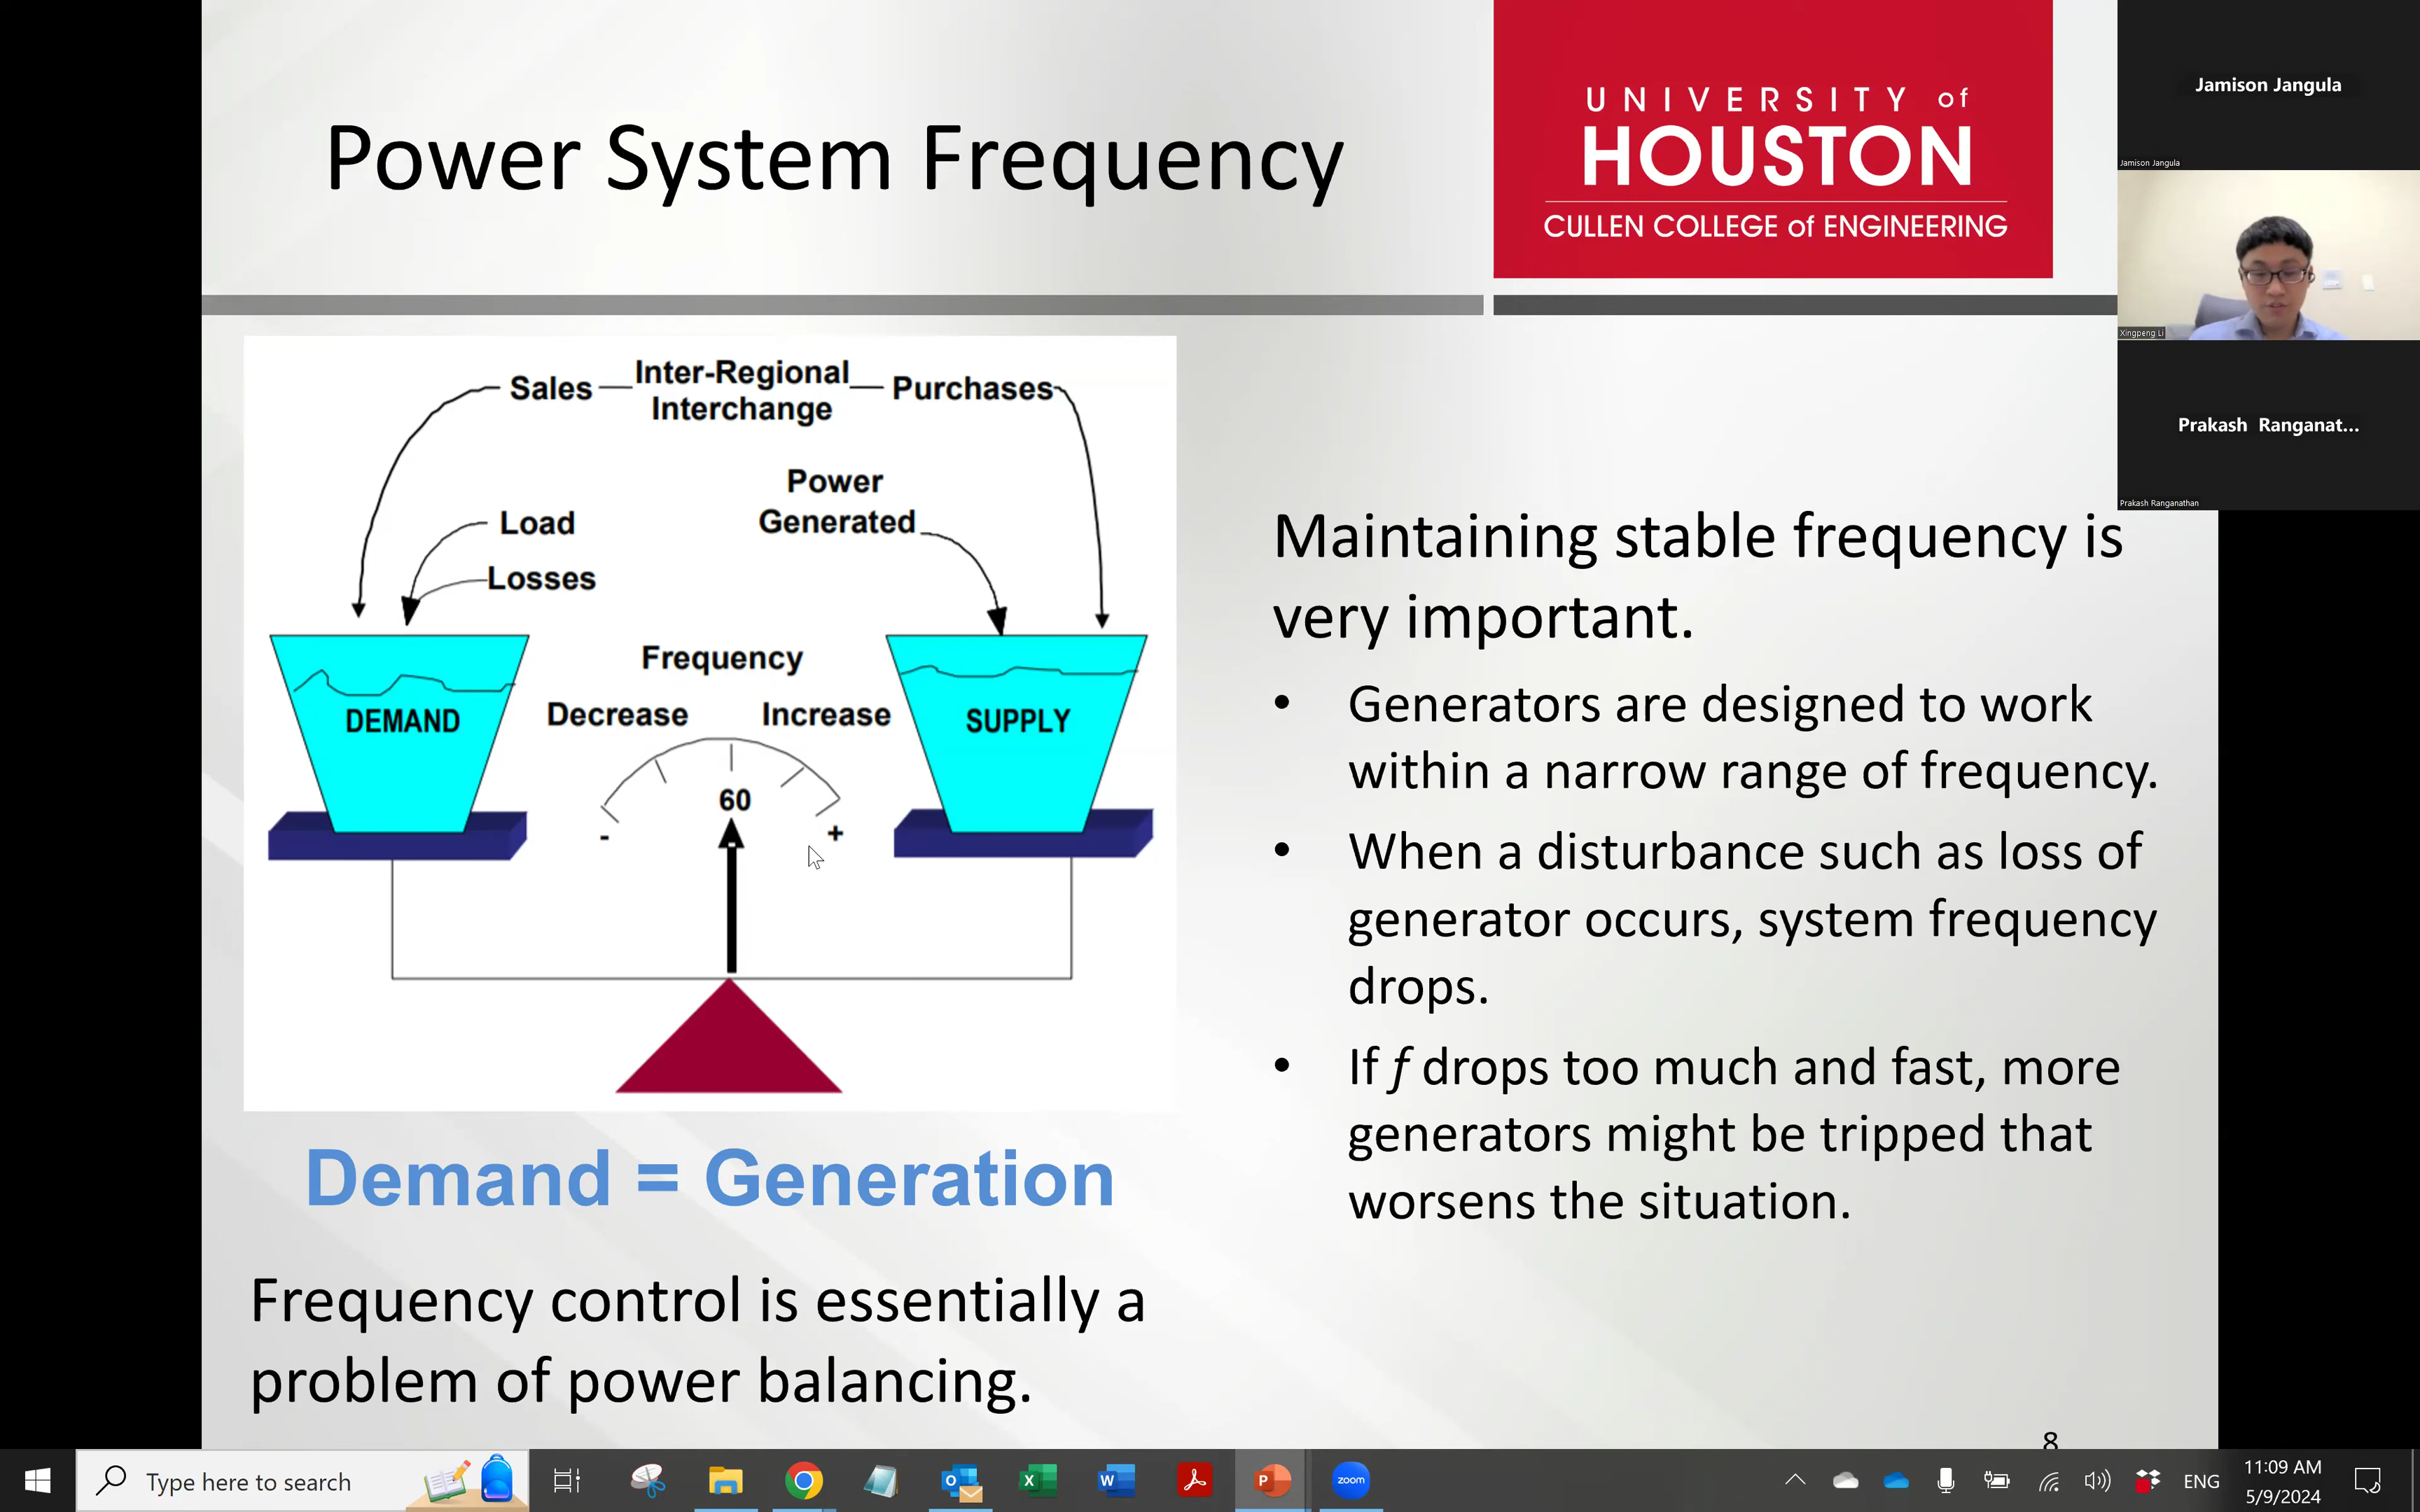 Power System Frequency
UNIVERSITY of
HOUSTON
CULLEN COLLEGE of ENGINEERING
Jamison Jangula
Jamison Jangula
Xingpeng Li
Prakash Ranganat...
Prakash Ranganathan
Sales
Inter-Regional
Interchange
Purchases
Power
Generated
Load
Losses
Frequency
Decrease Increase
DEMAND
SUPPLY
60
- +
Demand = Generation
Frequency control is essentially a
problem of power balancing.
Maintaining stable frequency is
very important.
• Generators are designed to work
within a narrow range of frequency.
• When a disturbance such as loss of
generator occurs, system frequency
drops.
• If f drops too much and fast, more
generators might be tripped that
worsens the situation.
8
Type here to search
zoom
ENG
11:09 AM
5/9/2024